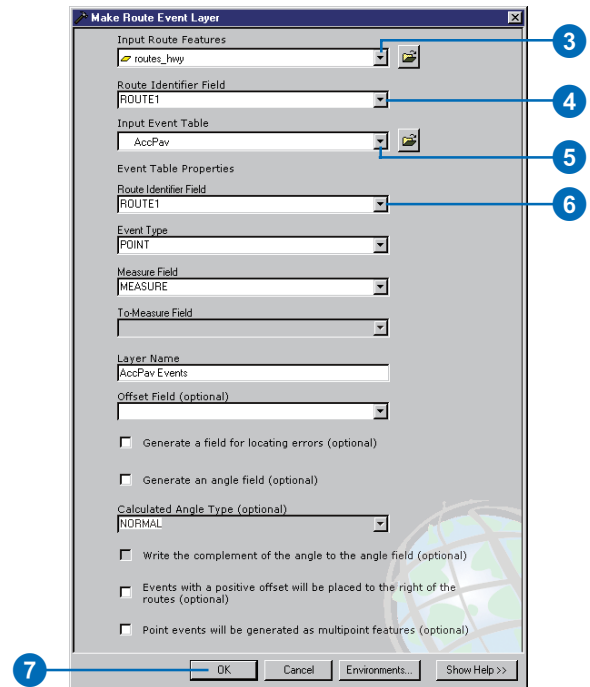 Make Route Event Layer
Input Route Features
routes_hwy
3
Route Identifier Field
ROUTE1
4
Input Event Table
AccPav
5
Event Table Properties
Route Identifier Field
ROUTE1
6
Event Type
POINT
Measure Field
MEASURE
To-Measure Field
Layer Name
AccPav Events
Offset Field (optional)
Generate a field for locating errors (optional)
Generate an angle field (optional)
Calculated Angle Type (optional)
NORMAL
Write the complement of the angle to the angle field (optional)
Events with a positive offset will be placed to the right of the
routes (optional)
Point events will be generated as multipoint features (optional)
7
OK
Cancel
Environments...
Show Help >>